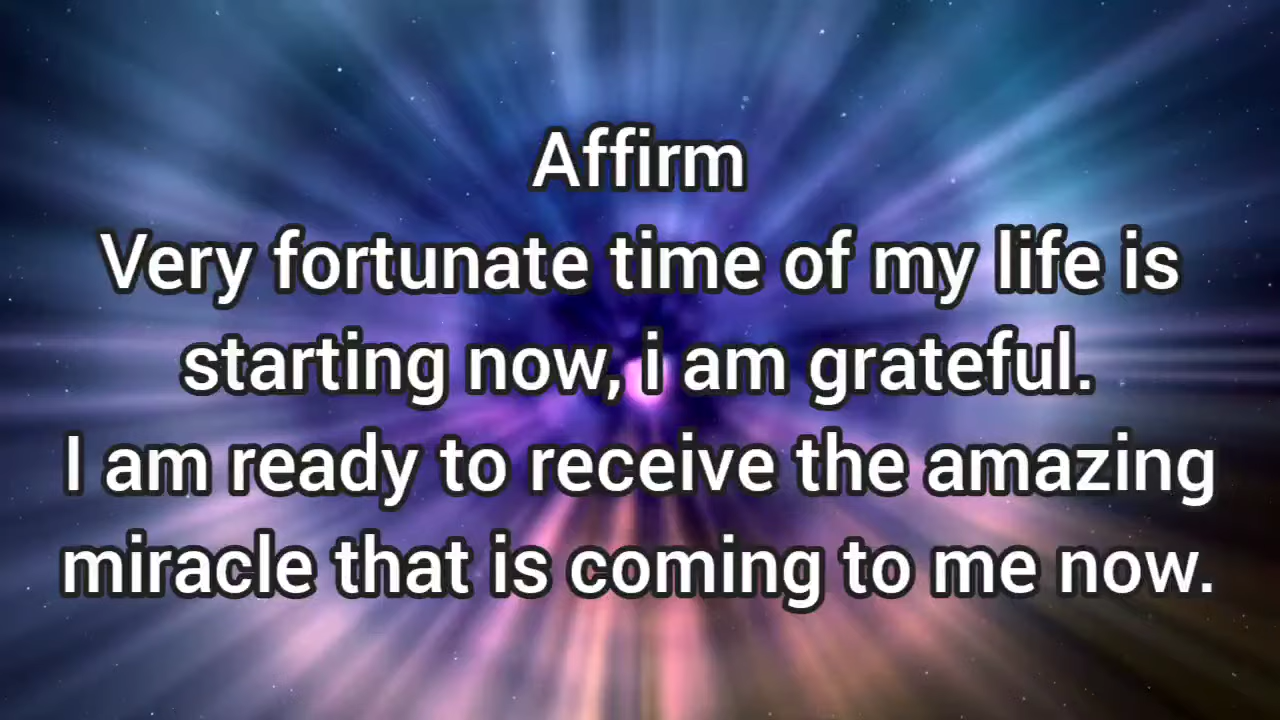 Affirm
Very fortunate time of my life is
starting now, i am grateful.
I am ready to receive the amazing
miracle that is coming to me now.